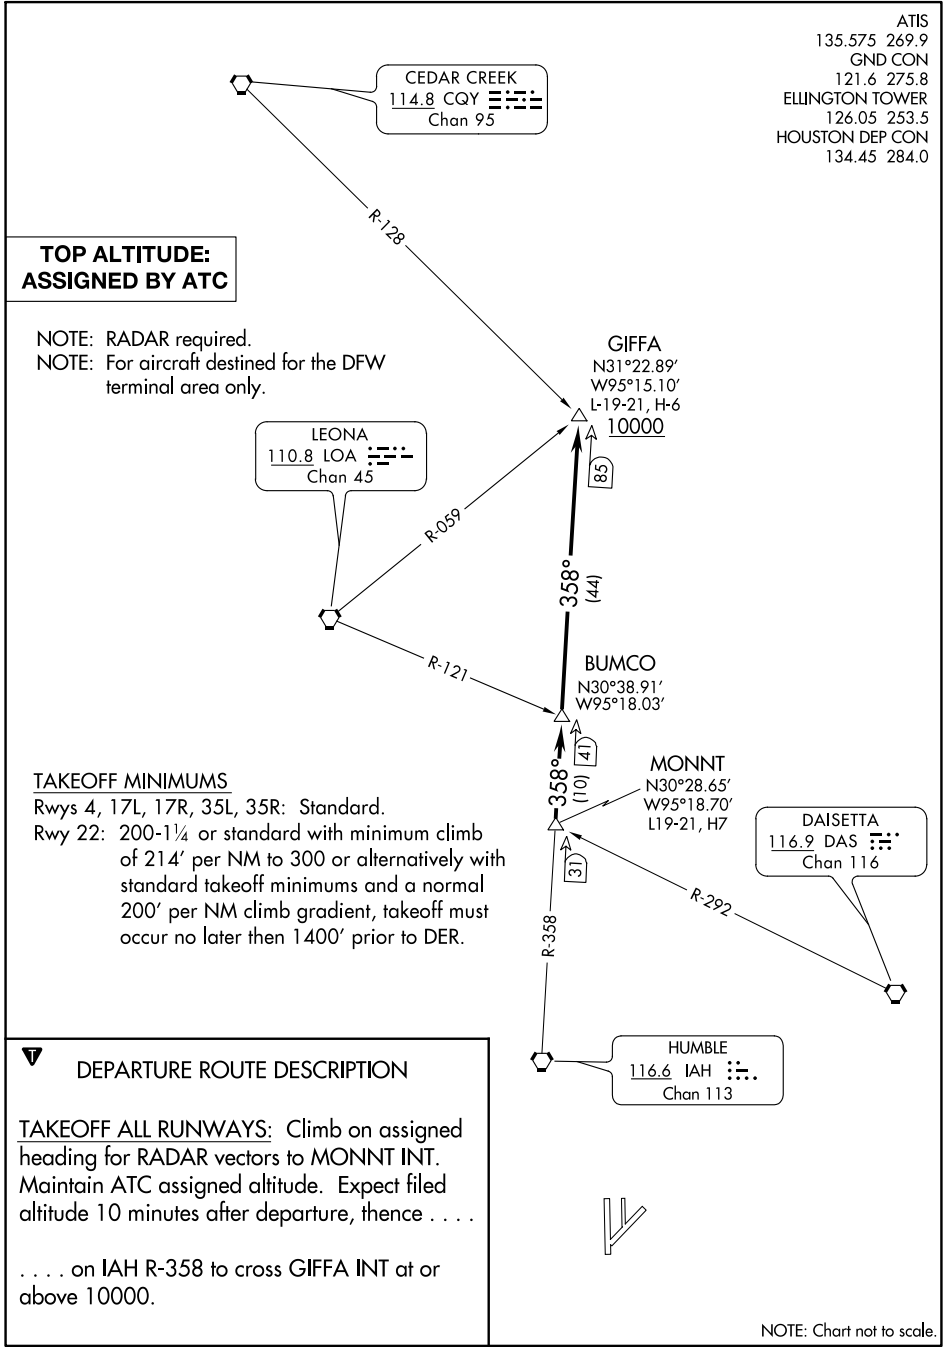 ATIS
135.575 269.9
GND CON
121.6 275.8
ELLINGTON TOWER
126.05 253.5
HOUSTON DEP CON
134.45 284.0
CEDAR CREEK
114.8 CQY
Chan 95
R-128
TOP ALTITUDE:
ASSIGNED BY ATC
NOTE: RADAR required.
NOTE: For aircraft destined for the DFW
terminal area only.
GIFFA
N31°22.89′
W95°15.10′
L-19-21, H-6
10000
85
LEONA
110.8 LOA
Chan 45
R-059
358°
(44)
R-121
BUMCO
N30°38.91′
W95°18.03′
41
358°
(10)
MONNT
N30°28.65′
W95°18.70′
L19-21, H7
31
TAKEOFF MINIMUMS
Rwys 4, 17L, 17R, 35L, 35R: Standard.
Rwy 22: 200-1¼ or standard with minimum climb
of 214′ per NM to 300 or alternatively with
standard takeoff minimums and a normal
200′ per NM climb gradient, takeoff must
occur no later then 1400′ prior to DER.
DAISETTA
116.9 DAS
Chan 116
R-292
R-358
HUMBLE
116.6 IAH
Chan 113
T
DEPARTURE ROUTE DESCRIPTION
TAKEOFF ALL RUNWAYS: Climb on assigned
heading for RADAR vectors to MONNT INT.
Maintain ATC assigned altitude. Expect filed
altitude 10 minutes after departure, thence . . . .
. . . . on IAH R-358 to cross GIFFA INT at or
above 10000.
NOTE: Chart not to scale.